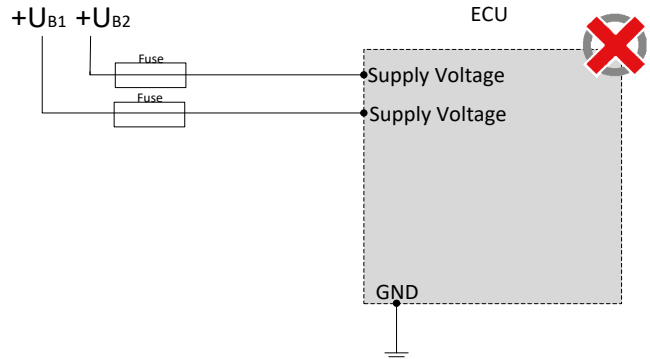 +UB1 +UB2
ECU
Fuse
Supply Voltage
Fuse
Supply Voltage
GND